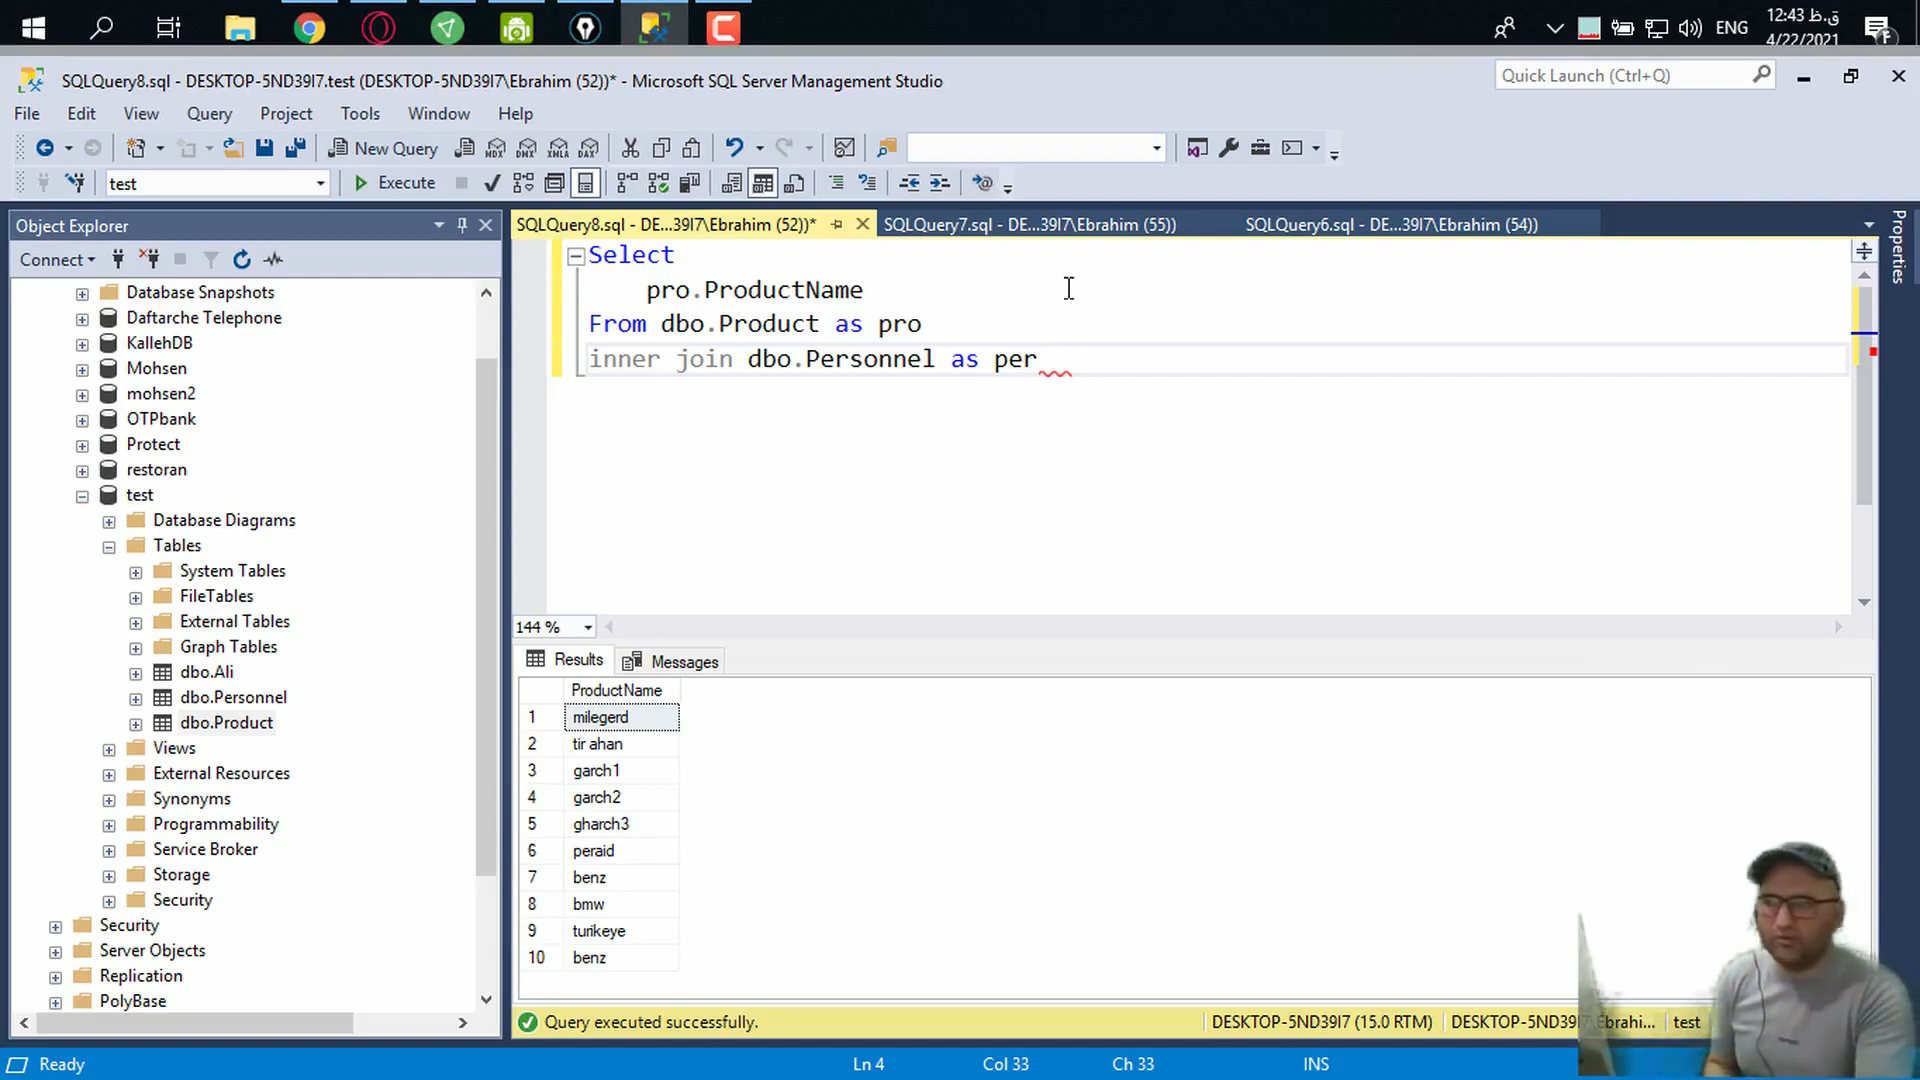 ENG
12:43 ق.ظ
4/22/2021
SQLQuery8.sql - DESKTOP-5ND39I7.test (DESKTOP-5ND39I7\Ebrahim (52))* - Microsoft SQL Server Management Studio
Quick Launch (Ctrl+Q)
File Edit View Query Project Tools Window Help
New Query
MDX DMX XMLA DAX
test
Execute
Object Explorer
SQLQuery8.sql - DE...39I7\Ebrahim (52))*
SQLQuery7.sql - DE...39I7\Ebrahim (55))
SQLQuery6.sql - DE...39I7\Ebrahim (54))
Properties
Connect
Database Snapshots
Daftarche Telephone
KallehDB
Mohsen
mohsen2
OTPbank
Protect
restoran
test
Database Diagrams
Tables
System Tables
FileTables
External Tables
Graph Tables
dbo.Ali
dbo.Personnel
dbo.Product
Views
External Resources
Synonyms
Programmability
Service Broker
Storage
Security
Security
Server Objects
Replication
PolyBase
Select
pro.ProductName
From dbo.Product as pro
inner join dbo.Personnel as per
144 %
Results
Messages
ProductName
1 milegerd
2 tir ahan
3 garch1
4 garch2
5 gharch3
6 peraid
7 benz
8 bmw
9 turikeye
10 benz
Query executed successfully.
DESKTOP-5ND39I7 (15.0 RTM)
DESKTOP-5ND39I7\Ebrahi...
test
Ready
Ln 4
Col 33
Ch 33
INS